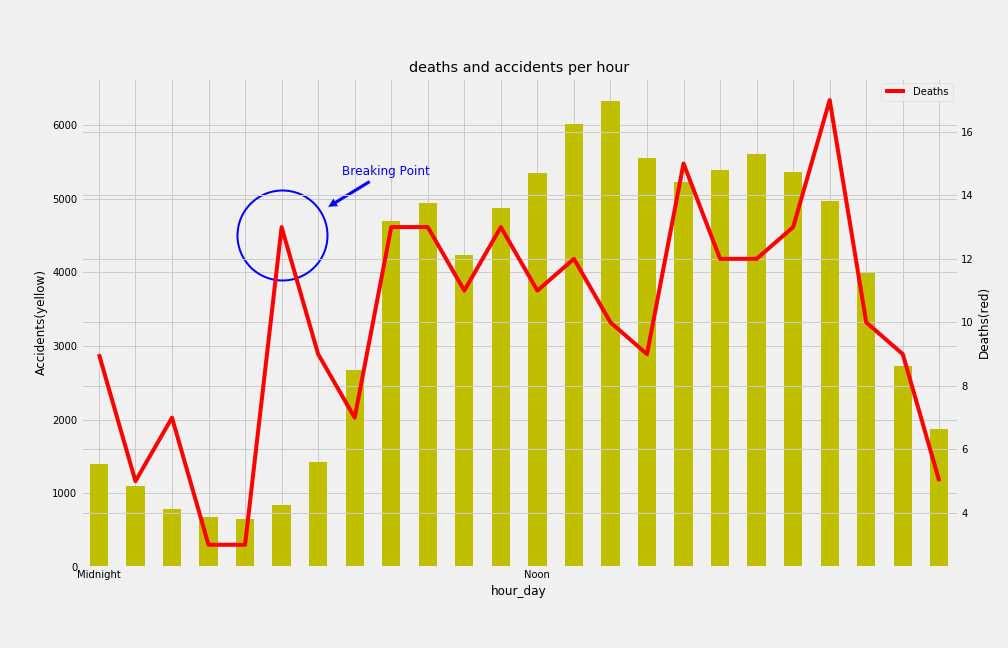 deaths and accidents per hour
Deaths
Breaking Point
Accidents(yellow)
6000
5000
4000
3000
2000
1000
0
16
14
12
10
8
6
4
Deaths(red)
Midnight
Noon
hour_day